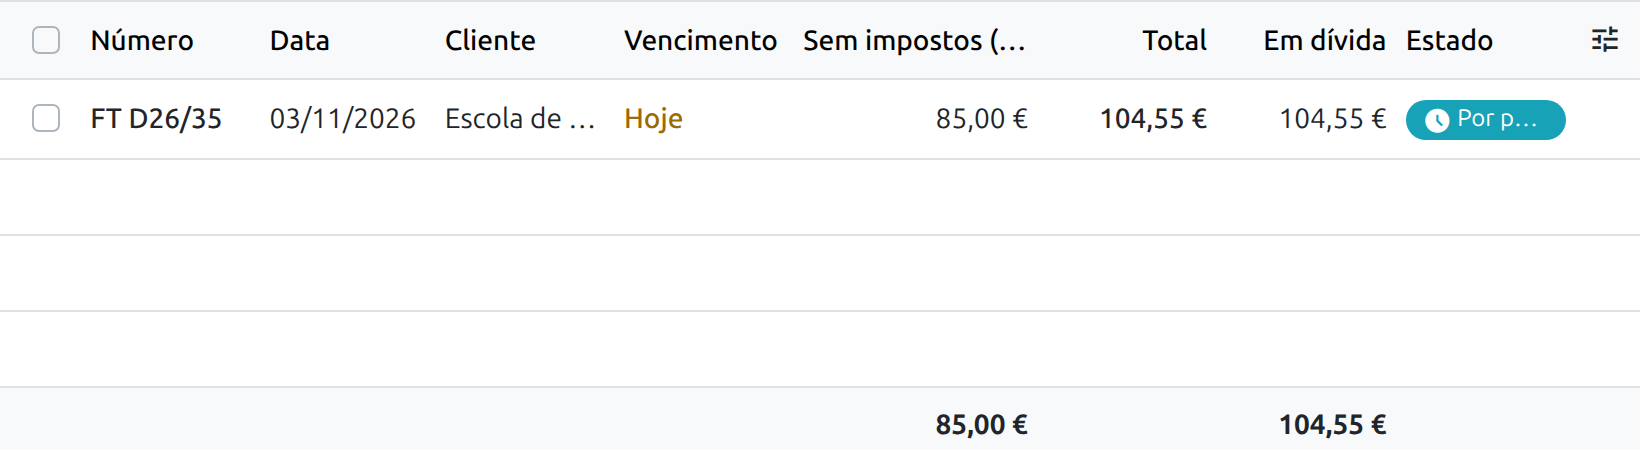 Número Data Cliente Vencimento Sem impostos (... Total Em dívida Estado
FT D26/35 03/11/2026 Escola de ... Hoje 85,00 € 104,55 € 104,55 € Por p...
85,00 € 104,55 €